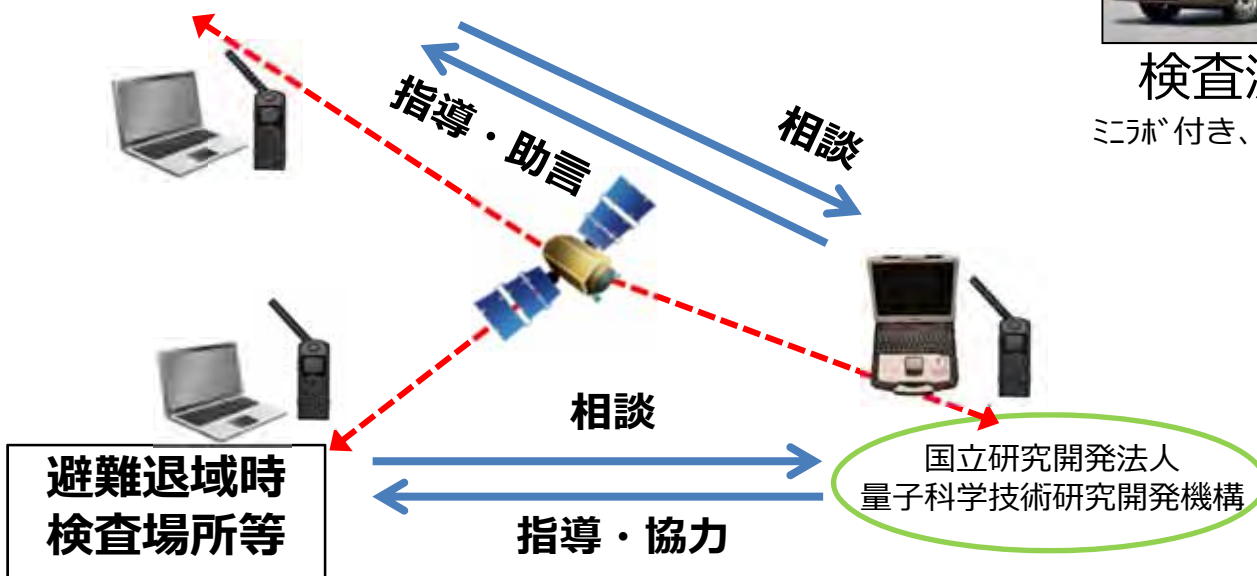 検査
ミニラボ付き、
指導・助言
相談
相談
避難退域時
検査場所等
国立研究開発法人
量子科学技術研究開発機構
指導・協力